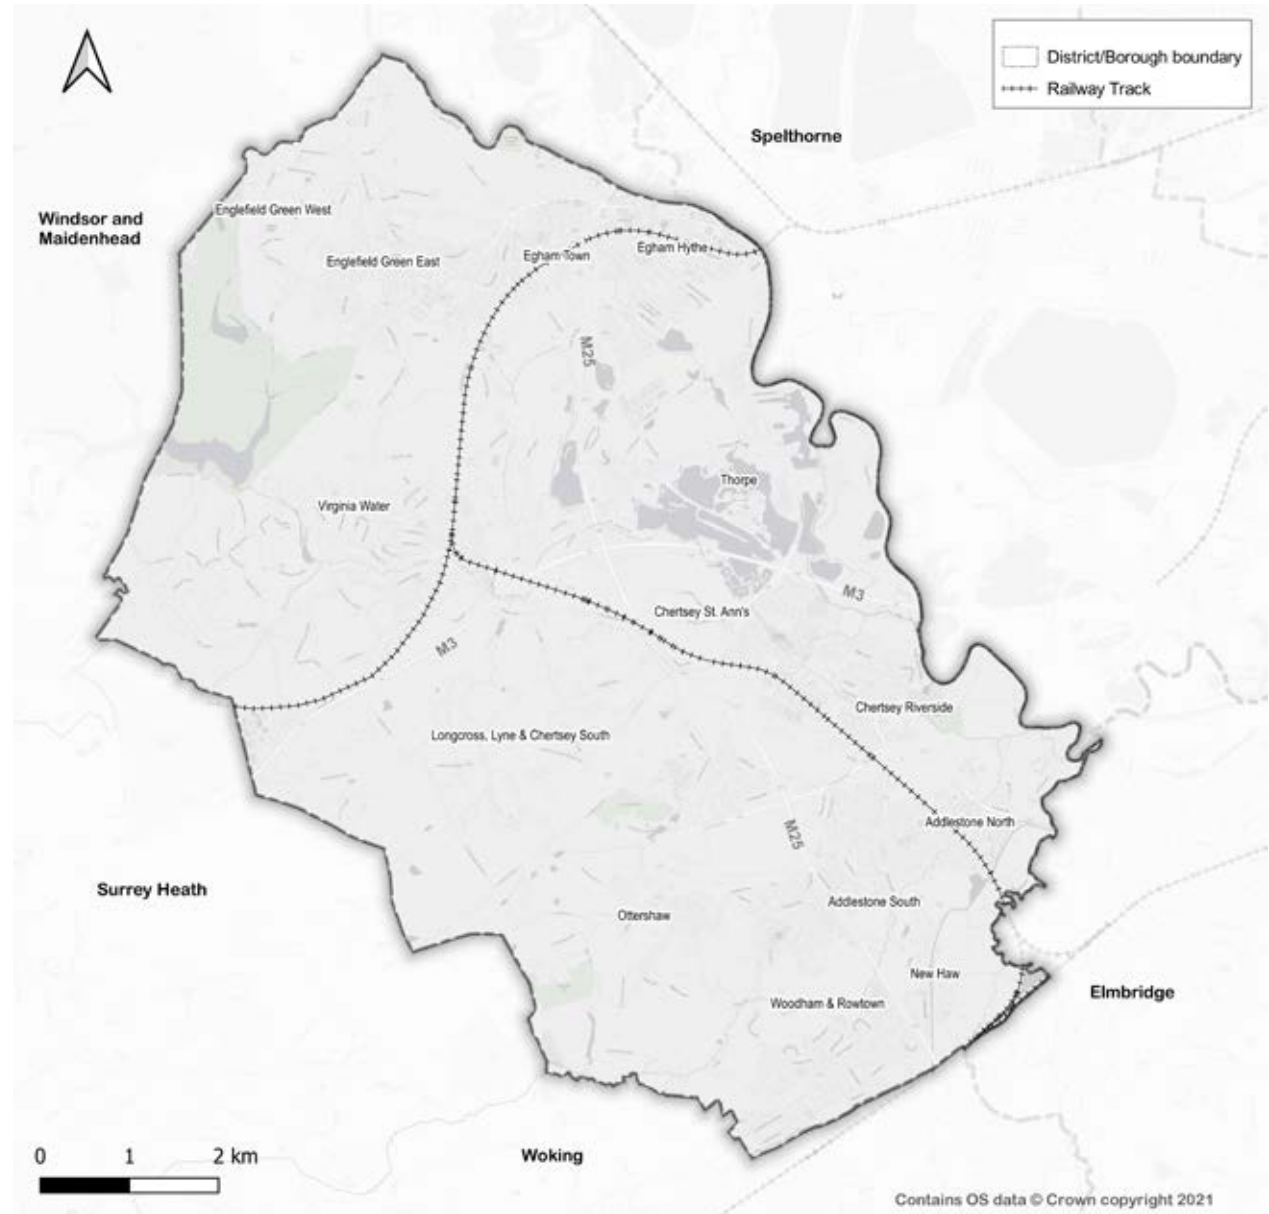 District/Borough boundary
Railway Track
Spelthorne
Windsor and
Maidenhead
Englefield Green West
Englefield Green East
Egham Town
Egham Hythe
M25
Thorpe
Virginia Water
M3
Chertsey St. Ann's
M3
Chertsey Riverside
Longcross, Lyne & Chertsey South
Addlestone North
M25
Surrey Heath
Addlestone South
Ottershaw
New Haw
Elmbridge
Woodham & Rowtown
Woking
0 1 2 km
Contains OS data © Crown copyright 2021